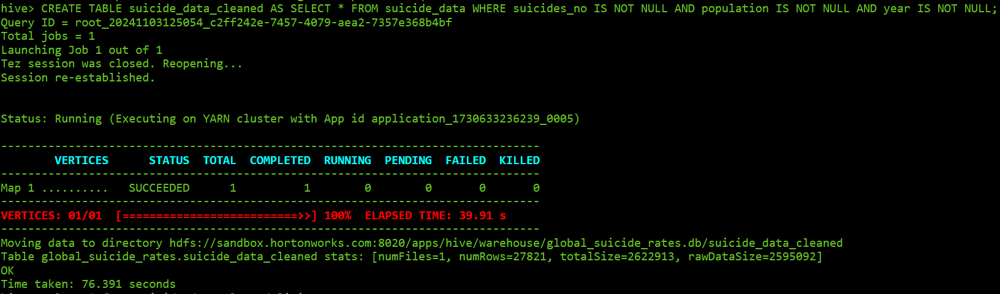 hive> CREATE TABLE suicide_data_cleaned AS SELECT * FROM suicide_data WHERE suicides_no IS NOT NULL AND population IS NOT NULL AND year IS NOT NULL;
Query ID = root_20241103125054_c2ff242e-7457-4079-aea2-7357e368b4bf
Total jobs = 1
Launching Job 1 out of 1
Tez session was closed. Reopening...
Session re-established.
Status: Running (Executing on YARN cluster with App id application_1730633236239_0005)
--------------------------------------------------------------------------------
        VERTICES      STATUS  TOTAL  COMPLETED  RUNNING  PENDING  FAILED  KILLED
--------------------------------------------------------------------------------
Map 1 ..........   SUCCEEDED      1          1        0        0       0       0
--------------------------------------------------------------------------------
VERTICES: 01/01  [==========================>>] 100%  ELAPSED TIME: 39.91 s
--------------------------------------------------------------------------------
Moving data to directory hdfs://sandbox.hortonworks.com:8020/apps/hive/warehouse/global_suicide_rates.db/suicide_data_cleaned
Table global_suicide_rates.suicide_data_cleaned stats: [numFiles=1, numRows=27821, totalSize=2622913, rawDataSize=2595092]
OK
Time taken: 76.391 seconds